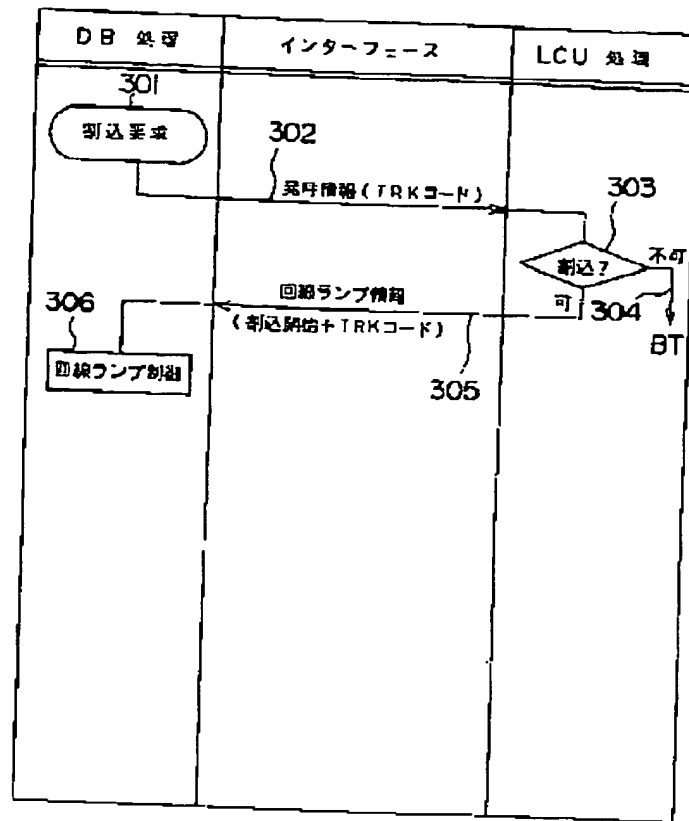 DB 処理
インターフェース
LCU 処理
301
割込要求
302
発呼情報(TRKコード)
303
割込?
不可
304
BT
可
回線ランプ情報
(割込開始+TRKコード)
305
306
回線ランプ制御